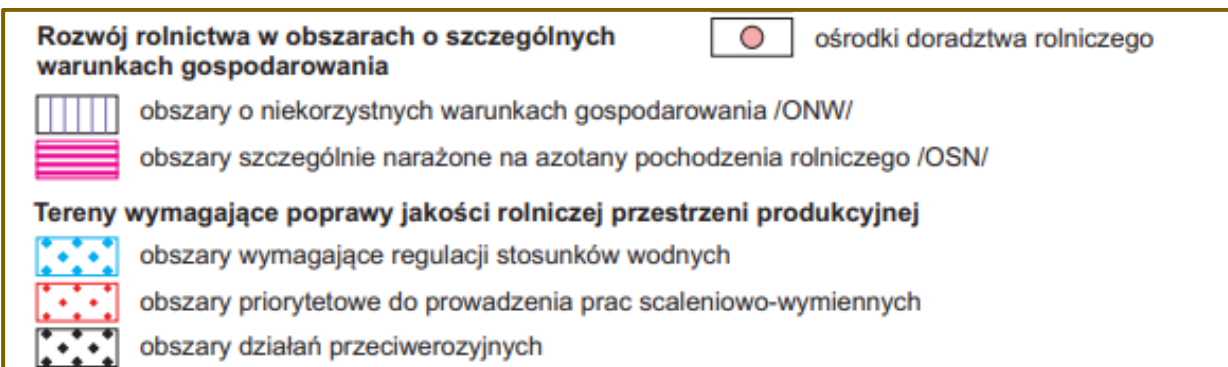 Rozwój rolnictwa w obszarach o szczególnych
warunkach gospodarowania
ośrodki doradztwa rolniczego
obszary o niekorzystnych warunkach gospodarowania /ONW/
obszary szczególnie narażone na azotany pochodzenia rolniczego /OSN/
Tereny wymagające poprawy jakości rolniczej przestrzeni produkcyjnej
obszary wymagające regulacji stosunków wodnych
obszary priorytetowe do prowadzenia prac scaleniowo-wymiennych
obszary działań przeciwerozyjnych